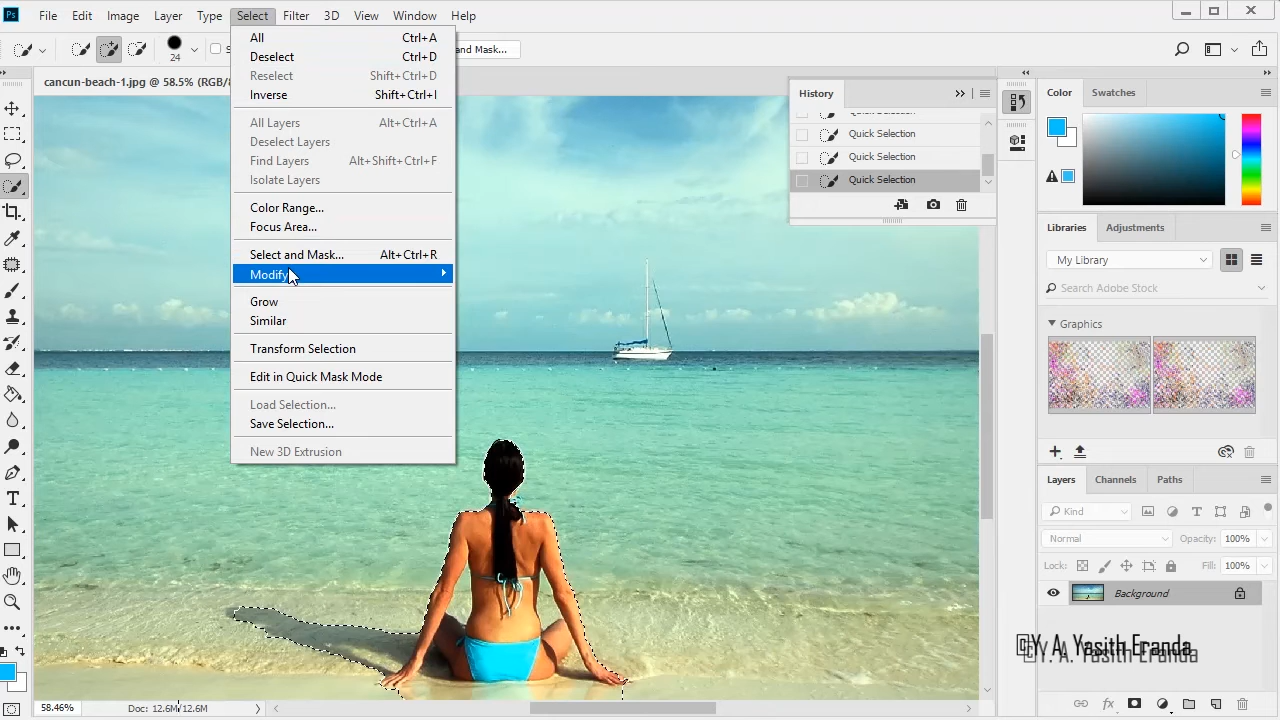 Ps File Edit Image Layer Type Select Filter 3D View Window Help
24 and Mask...
cancun-beach-1.jpg @ 58.5% (RGB/8
All Ctrl+A
Deselect Ctrl+D
Reselect Shift+Ctrl+D
Inverse Shift+Ctrl+I
All Layers Alt+Ctrl+A
Deselect Layers
Find Layers Alt+Shift+Ctrl+F
Isolate Layers
Color Range...
Focus Area...
Select and Mask... Alt+Ctrl+R
Modify
Grow
Similar
Transform Selection
Edit in Quick Mask Mode
Load Selection...
Save Selection...
New 3D Extrusion
History
Quick Selection
Quick Selection
Quick Selection
Quick Selection
Color Swatches
Libraries Adjustments
My Library
Search Adobe Stock
Graphics
Layers Channels Paths
Kind
Normal Opacity: 100%
Lock: Fill: 100%
Background
©Y. A. Yasith Eranda
58.46% Doc: 12.6M/12.6M